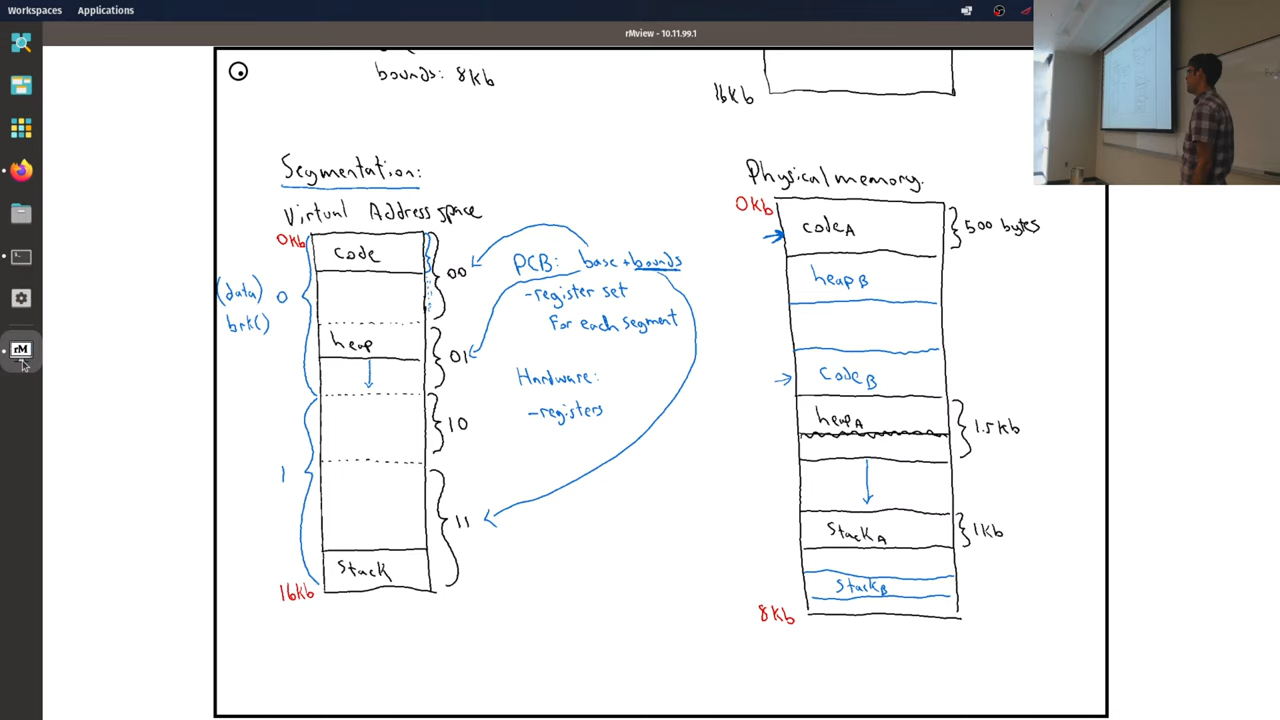 Workspaces Applications
rMview - 10.11.99.1
bounds: 8Kb
16Kb
Segmentation:
Virtual Address space
0Kb
code
00
(data) 0
brk()
heap
01
10
1
11
Stack
16Kb
PCB: base + bounds
-register set
for each segment
Hardware:
-registers
Physical memory.
0Kb
codeA
500 bytes
heapB
codeB
heapA
1.5Kb
StackA
1Kb
StackB
8Kb
rM